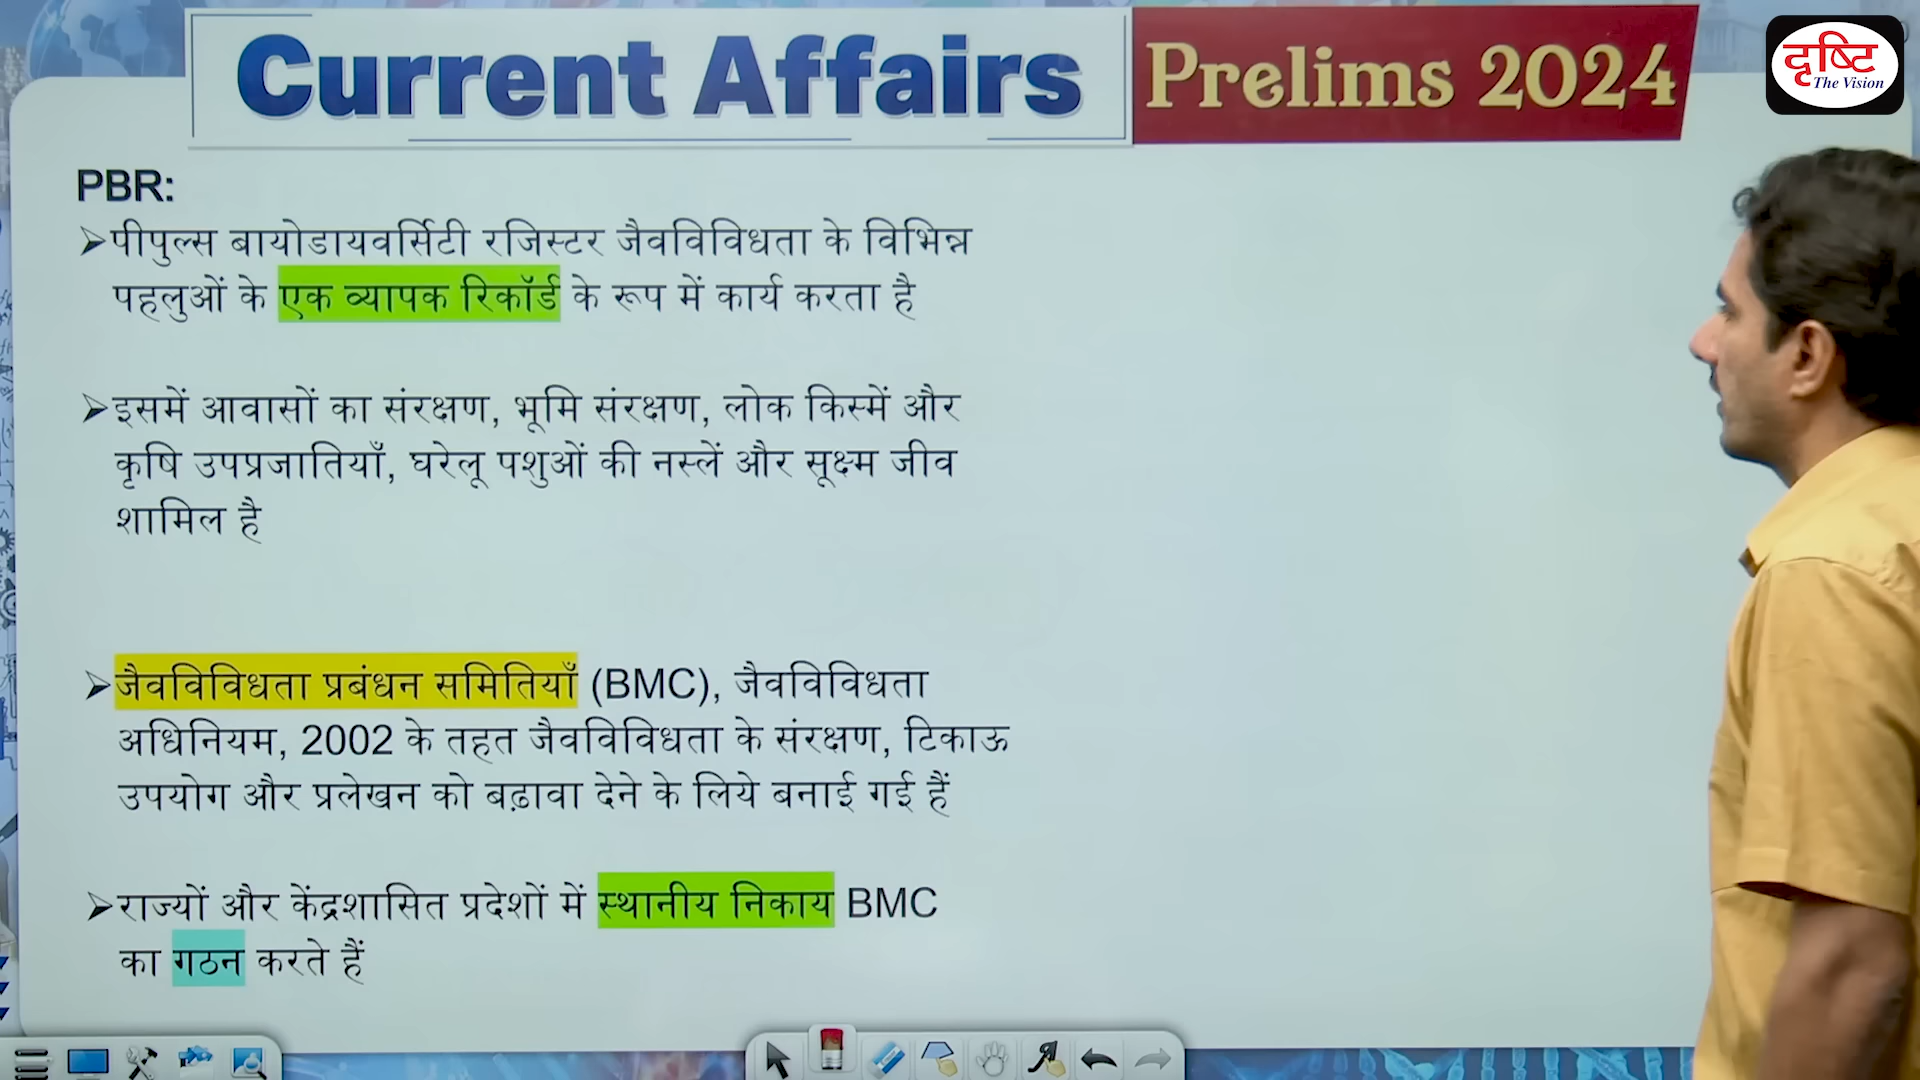 Current Affairs
Prelims 2024
दृष्टि
The Vision
PBR:
➢पीपुल्स बायोडायवर्सिटी रजिस्टर जैवविविधता के विभिन्न
पहलुओं के एक व्यापक रिकॉर्ड के रूप में कार्य करता है
➢इसमें आवासों का संरक्षण, भूमि संरक्षण, लोक किस्में और
कृषि उपप्रजातियाँ, घरेलू पशुओं की नस्लें और सूक्ष्म जीव
शामिल है
➢जैवविविधता प्रबंधन समितियाँ (BMC), जैवविविधता
अधिनियम, 2002 के तहत जैवविविधता के संरक्षण, टिकाऊ
उपयोग और प्रलेखन को बढ़ावा देने के लिये बनाई गई हैं
➢राज्यों और केंद्रशासित प्रदेशों में स्थानीय निकाय BMC
का गठन करते हैं